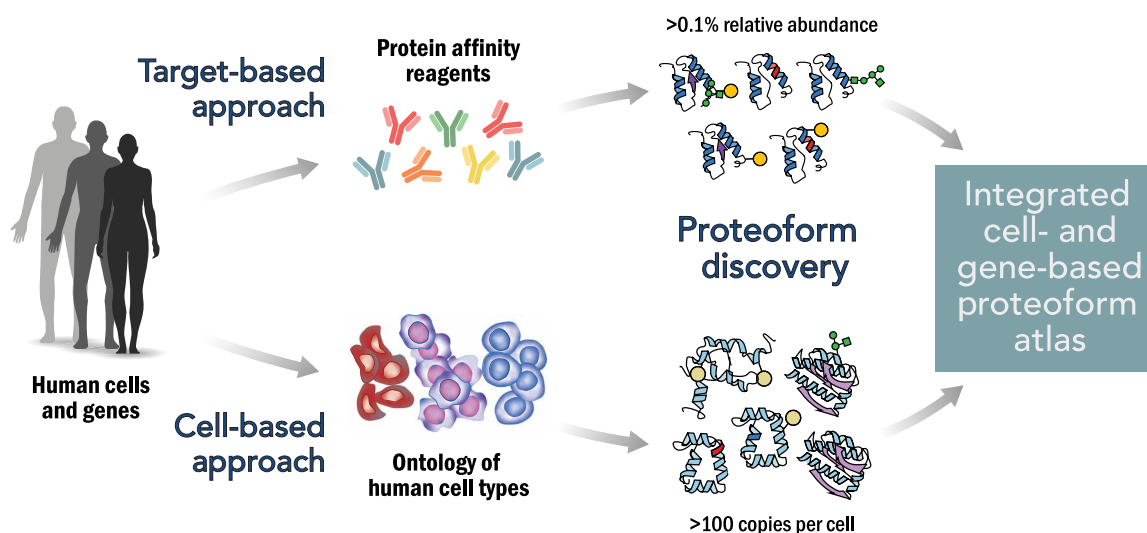 Human cells
and genes
Target-based
approach
Protein affinity
reagents
>0.1% relative abundance
Proteoform
discovery
Cell-based
approach
Ontology of
human cell types
>100 copies per cell
Integrated
cell- and
gene-based
proteoform
atlas